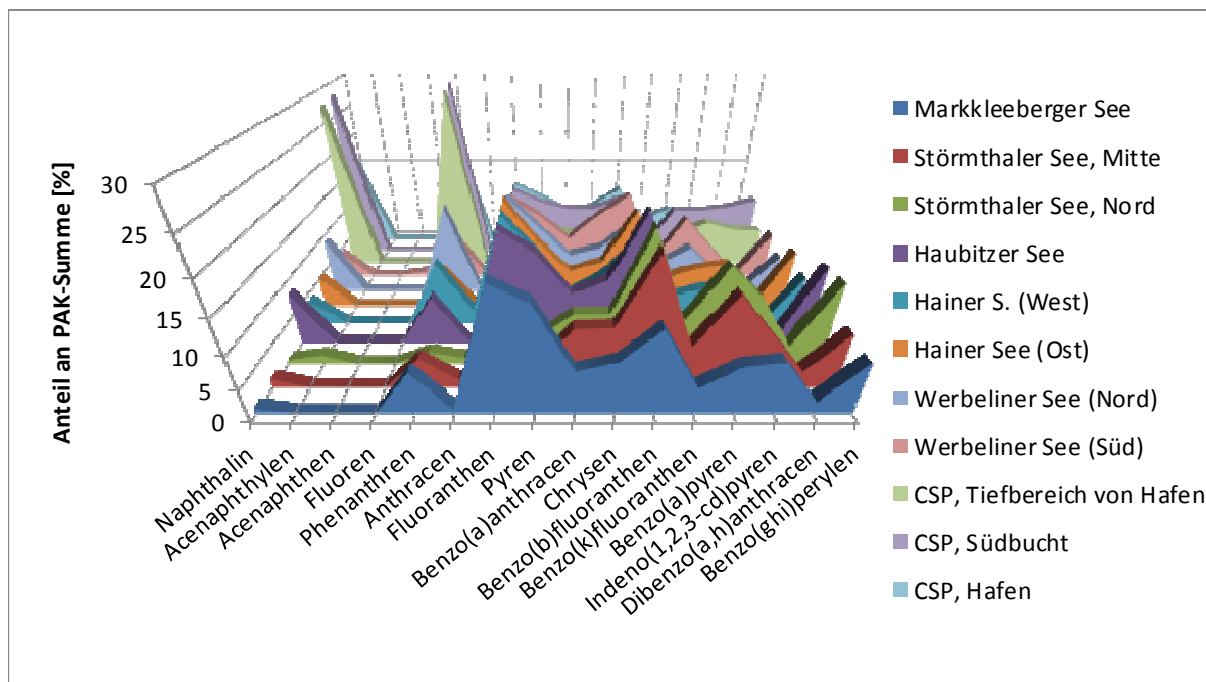 Anteil an PAK-Summe [%]
30
25
20
15
10
5
0
Naphthalin
Acenaphthylen
Acenaphthen
Fluoren
Phenanthren
Anthracen
Fluoranthen
Pyren
Benzo(a)anthracen
Chrysen
Benzo(b)fluoranthen
Benzo(k)fluoranthen
Benzo(a)pyren
Indeno(1,2,3-cd)pyren
Dibenzo(a,h)anthracen
Benzo(ghi)perylen
Markkleeberger See
Störmthaler See, Mitte
Störmthaler See, Nord
Haubitzer See
Hainer S. (West)
Hainer See (Ost)
Werbeliner See (Nord)
Werbeliner See (Süd)
CSP, Tiefbereich von Hafen
CSP, Südbucht
CSP, Hafen